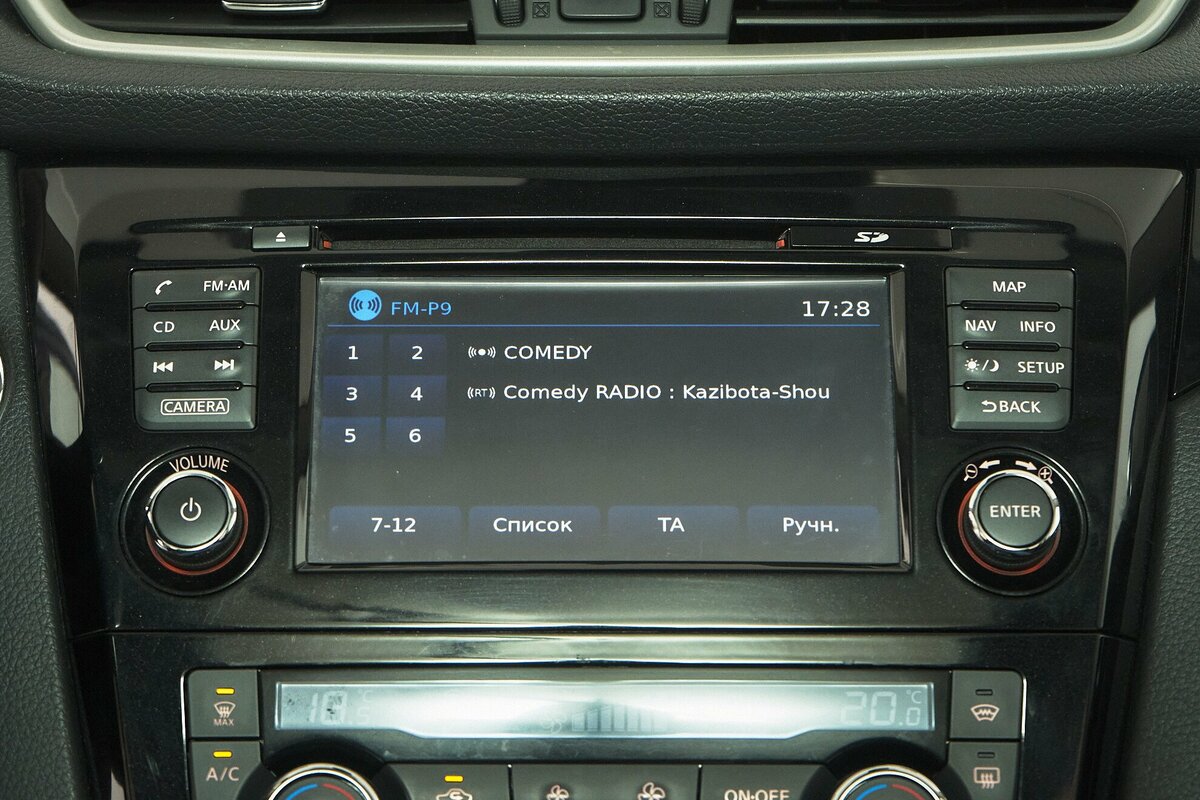 SD
FM·AM
CD AUX
CAMERA
VOLUME
FM-P9 17:28
1 2 COMEDY
3 4 (RT) Comedy RADIO : Kazibota-Shou
5 6
7-12 Список TA Ручн.
MAP
NAV INFO
SETUP
BACK
ENTER
MAX
A/C
20.0 °C
ON·OFF